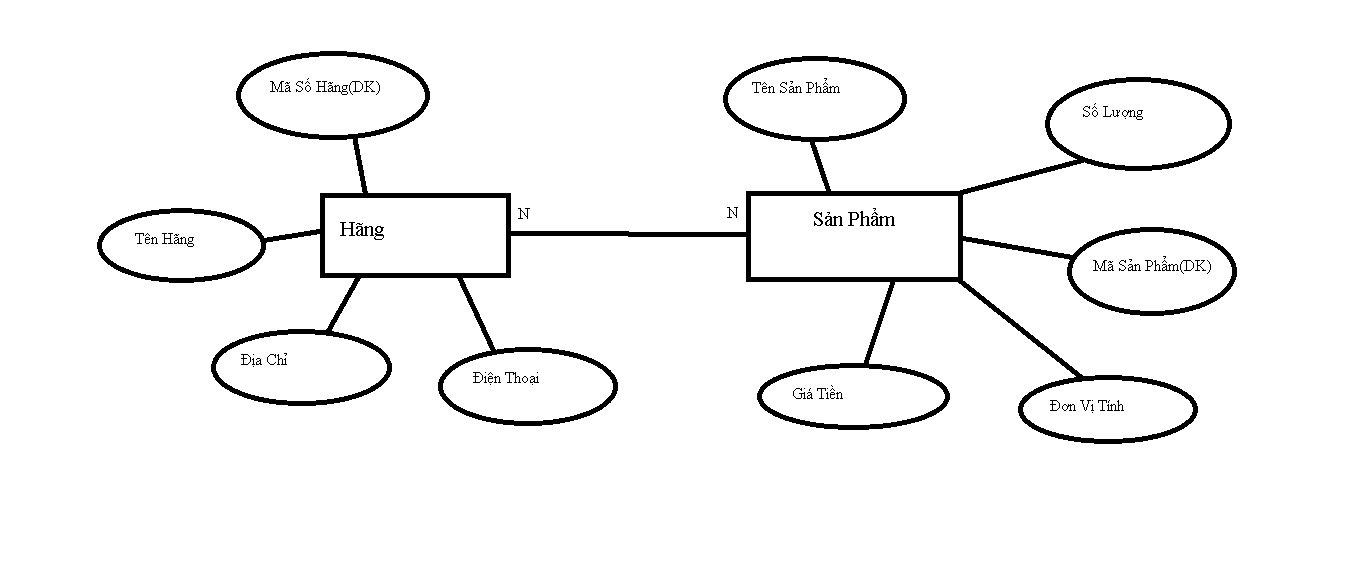 Mã Số Hãng(DK)
Tên Sản Phẩm
Số Lượng
Tên Hãng
Hãng
N
N
Sản Phẩm
Mã Sản Phẩm(DK)
Địa Chỉ
Điện Thoại
Giá Tiền
Đơn Vị Tính